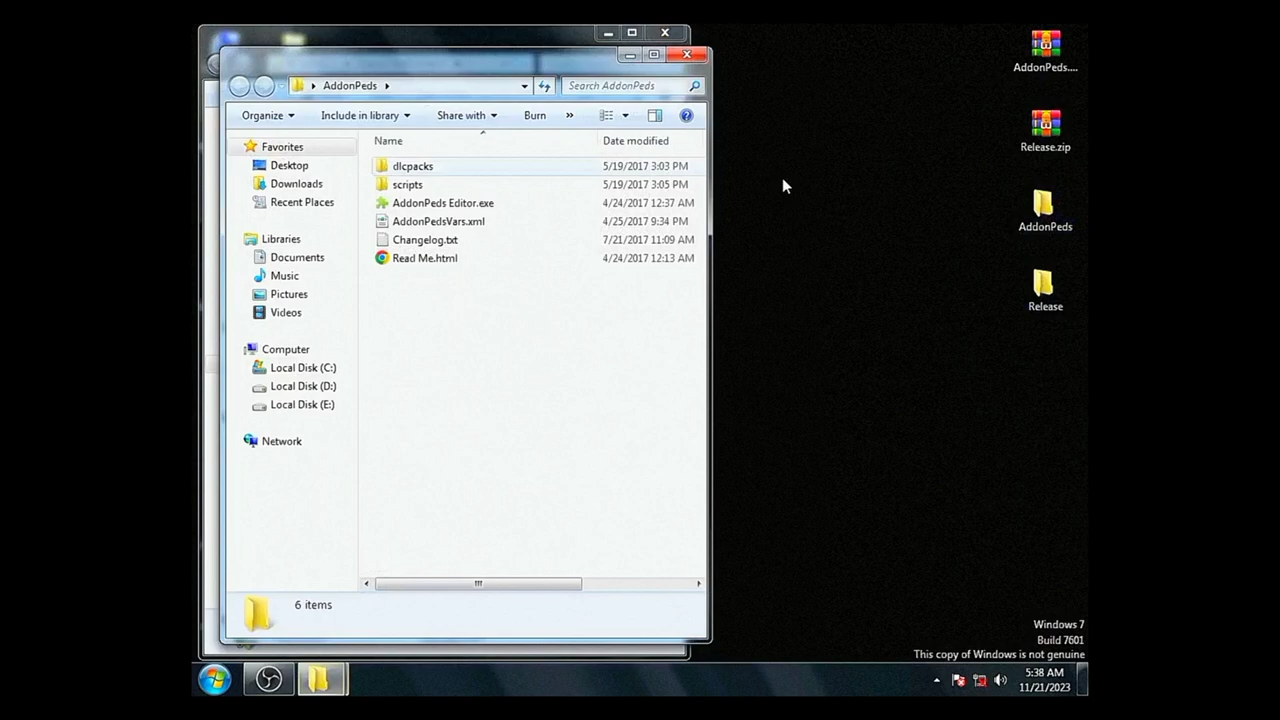 AddonPeds
Search AddonPeds
Organize
Include in library
Share with
Burn
»
Name
Date modified
Favorites
Desktop
Downloads
Recent Places
Libraries
Documents
Music
Pictures
Videos
Computer
Local Disk (C:)
Local Disk (D:)
Local Disk (E:)
Network
dlcpacks 5/19/2017 3:03 PM
scripts 5/19/2017 3:05 PM
AddonPeds Editor.exe 4/24/2017 12:37 AM
AddonPedsVars.xml 4/25/2017 9:34 PM
Changelog.txt 7/21/2017 11:09 AM
Read Me.html 4/24/2017 12:13 AM
6 items
AddonPeds....
Release.zip
AddonPeds
Release
Windows 7
Build 7601
This copy of Windows is not genuine
5:38 AM
11/21/2023